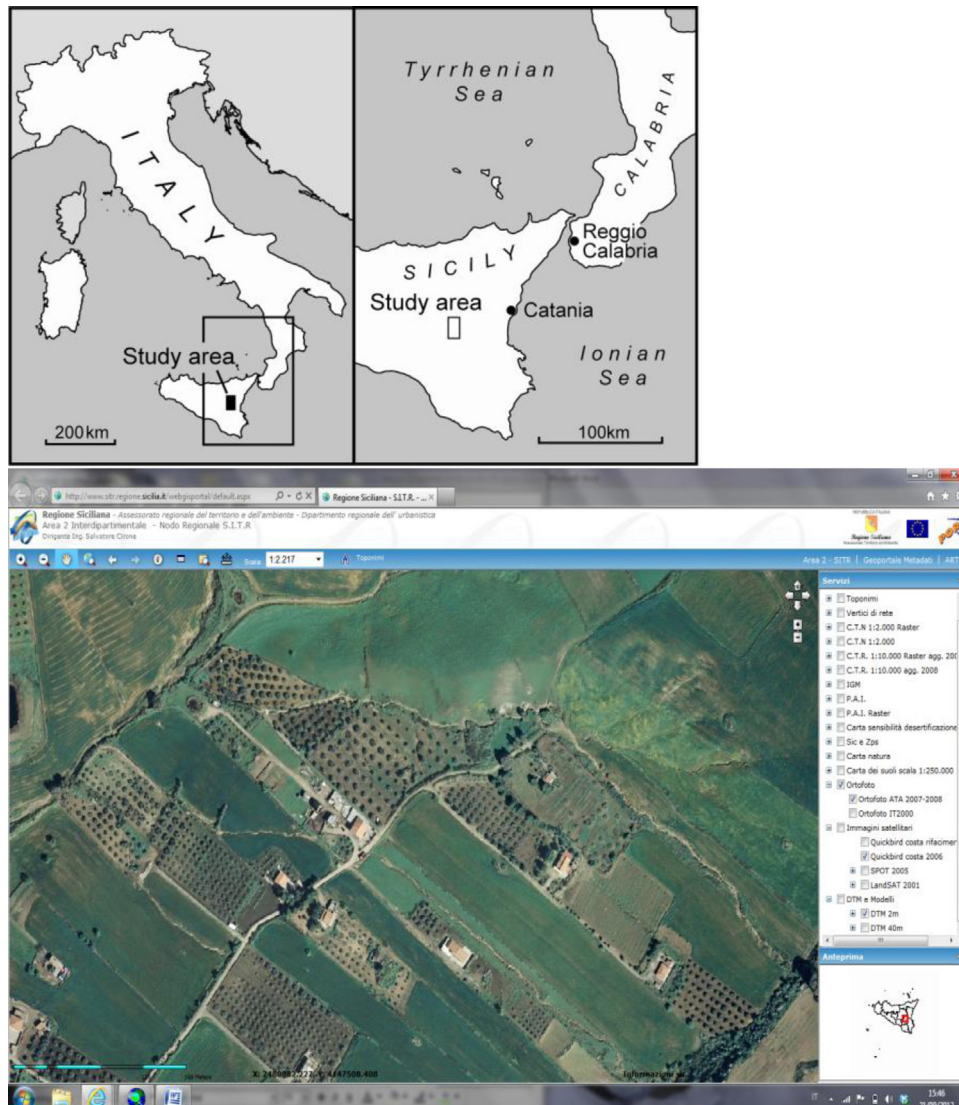 ITALY
Study area
200km
Tyrrhenian
Sea
CALABRIA
Reggio
Calabria
SICILY
Study area
Catania
Ionian
Sea
100km
http://www.sitr.regione.sicilia.it/webgisportal/default.aspx
Regione Siciliana - S.I.T.R. - ...
Regione Siciliana - Assessorato regionale del territorio e dell'ambiente - Dipartimento regionale dell' urbanistica
Area 2 Interdipartimentale - Nodo Regionale S.I.T.R
Dirigente Ing. Salvatore Cirone
Regione Siciliana
Scala 1:2.217
Toponimi
Area 2 - SITR | Geoportale Metadati | ART
Servizi
Toponimi
Vertici di rete
C.T.N 1:2.000 Raster
C.T.N 1:2.000
C.T.R. 1:10.000 Raster agg. 200
C.T.R. 1:10.000 agg. 2008
IGM
P.A.I.
P.A.I. Raster
Carta sensibilità desertificazione
Sic e Zps
Carta natura
Carta dei suoli scala 1:250.000
Ortofoto
Ortofoto ATA 2007-2008
Ortofoto IT2000
Immagini satellitari
Quickbird costa rifacimen
Quickbird costa 2006
SPOT 2005
LandSAT 2001
DTM e Modelli
DTM 2m
DTM 40m
Anteprima
Informazioni su:
IT
15:46